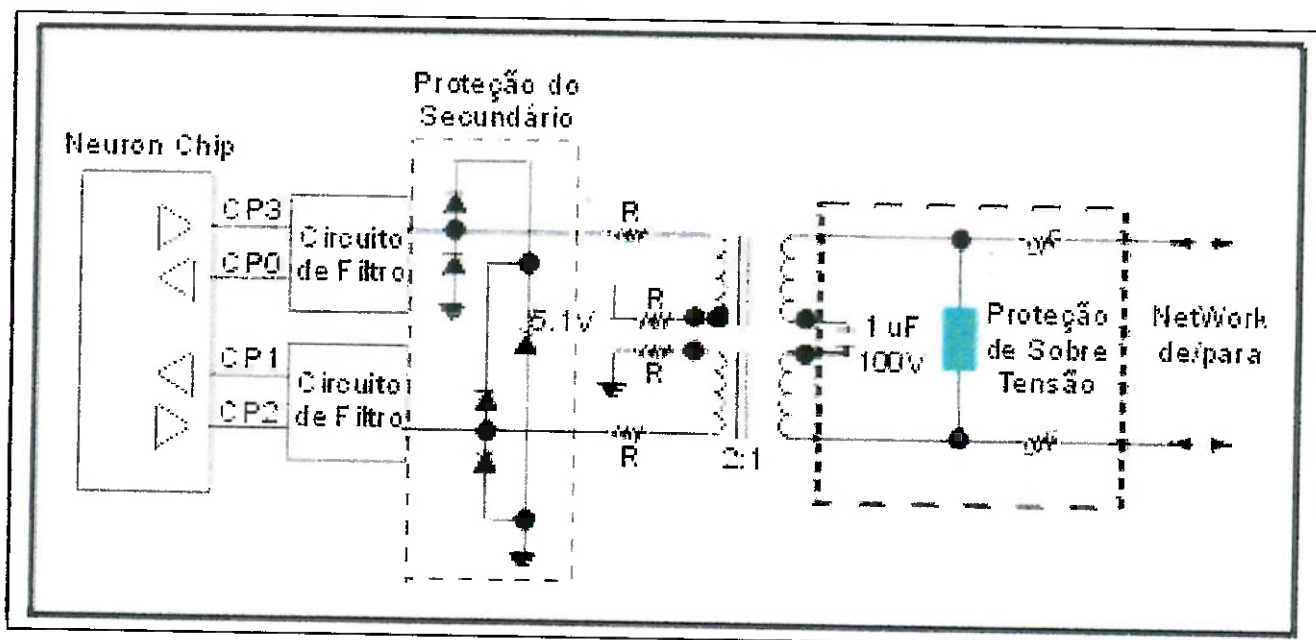 Proteção do
Secundário
Neuron Chip
CP3
CP0
Circuito
de Filtro
CP1
CP2
Circuito
de Filtro
5.1V
R
R
R
R
2:1
1 uF
100V
Proteção
de Sobre
Tensão
NetWork
de/para